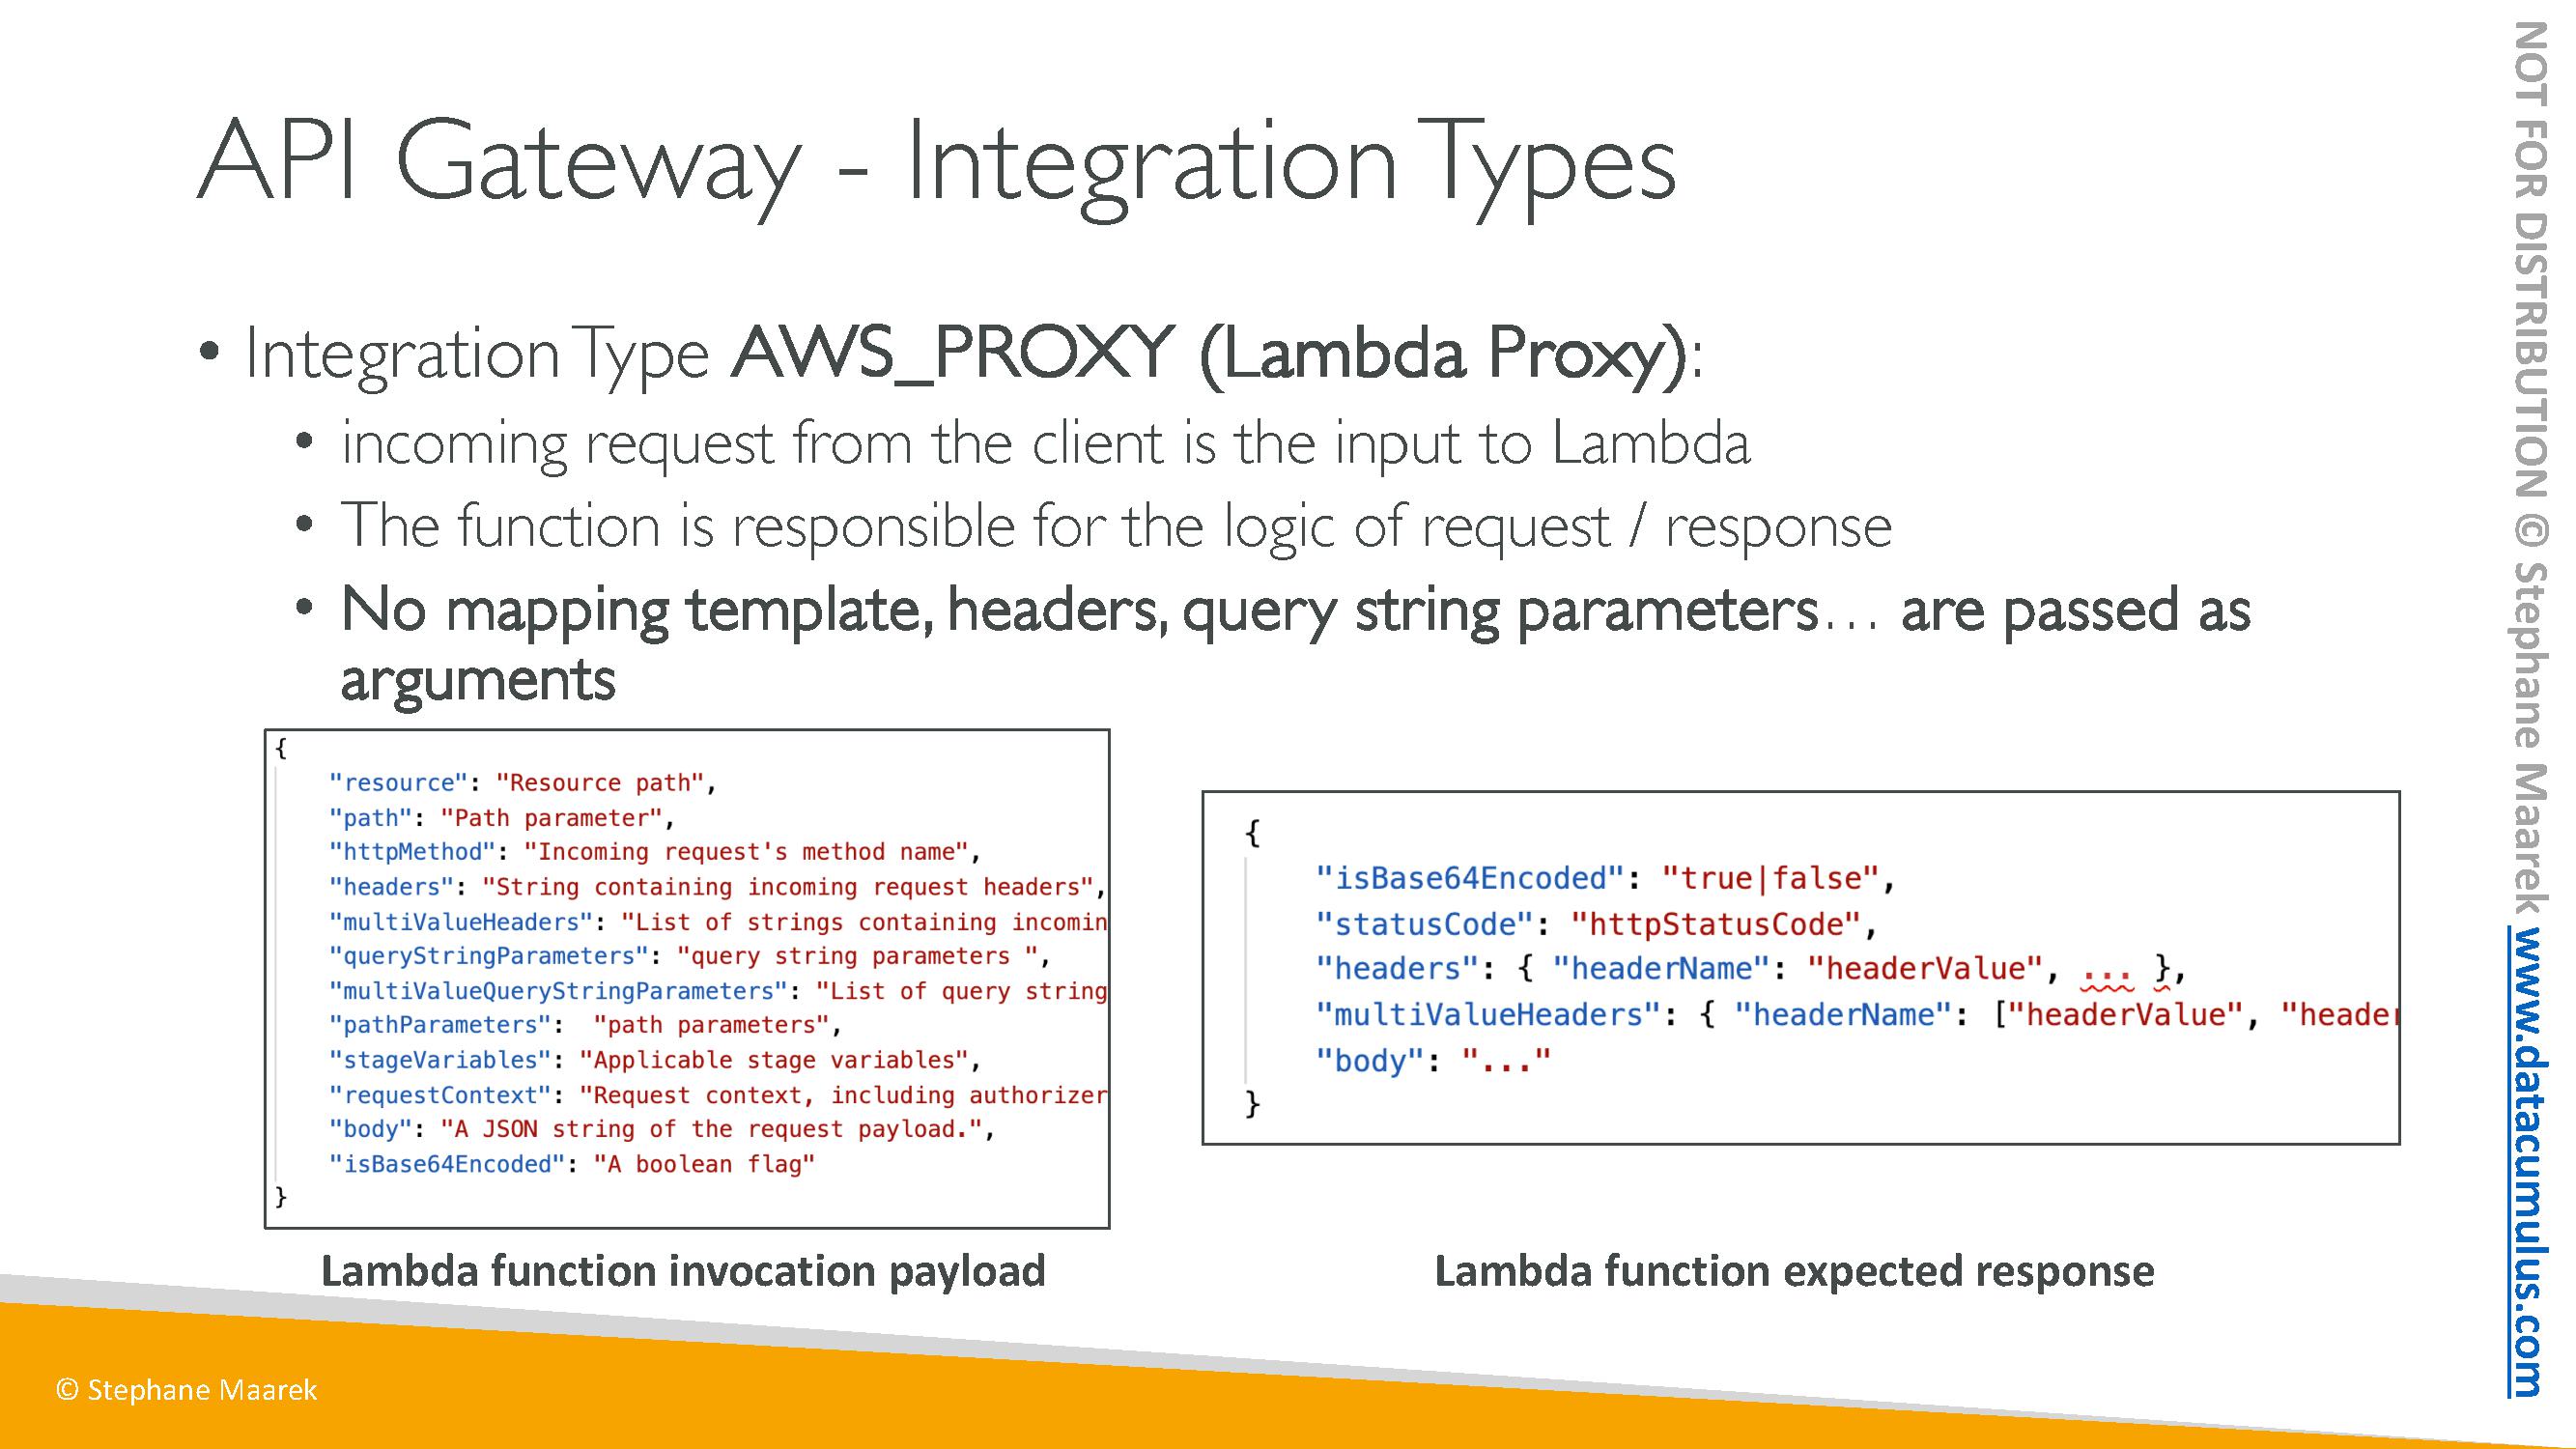 API Gateway - Integration Types
• Integration Type AWS_PROXY (Lambda Proxy):
• incoming request from the client is the input to Lambda
• The function is responsible for the logic of request / response
• No mapping template, headers, query string parameters… are passed as
arguments
{
"resource": "Resource path",
"path": "Path parameter",
"httpMethod": "Incoming request's method name",
"headers": "String containing incoming request headers",
"multiValueHeaders": "List of strings containing incomin
"queryStringParameters": "query string parameters ",
"multiValueQueryStringParameters": "List of query string
"pathParameters":  "path parameters",
"stageVariables": "Applicable stage variables",
"requestContext": "Request context, including authorizer
"body": "A JSON string of the request payload.",
"isBase64Encoded": "A boolean flag"
}
Lambda function invocation payload
{
"isBase64Encoded": "true|false",
"statusCode": "httpStatusCode",
"headers": { "headerName": "headerValue", ... },
"multiValueHeaders": { "headerName": ["headerValue", "header
"body": "..."
}
Lambda function expected response
© Stephane Maarek
NOT FOR DISTRIBUTION © Stephane Maarek www.datacumulus.com